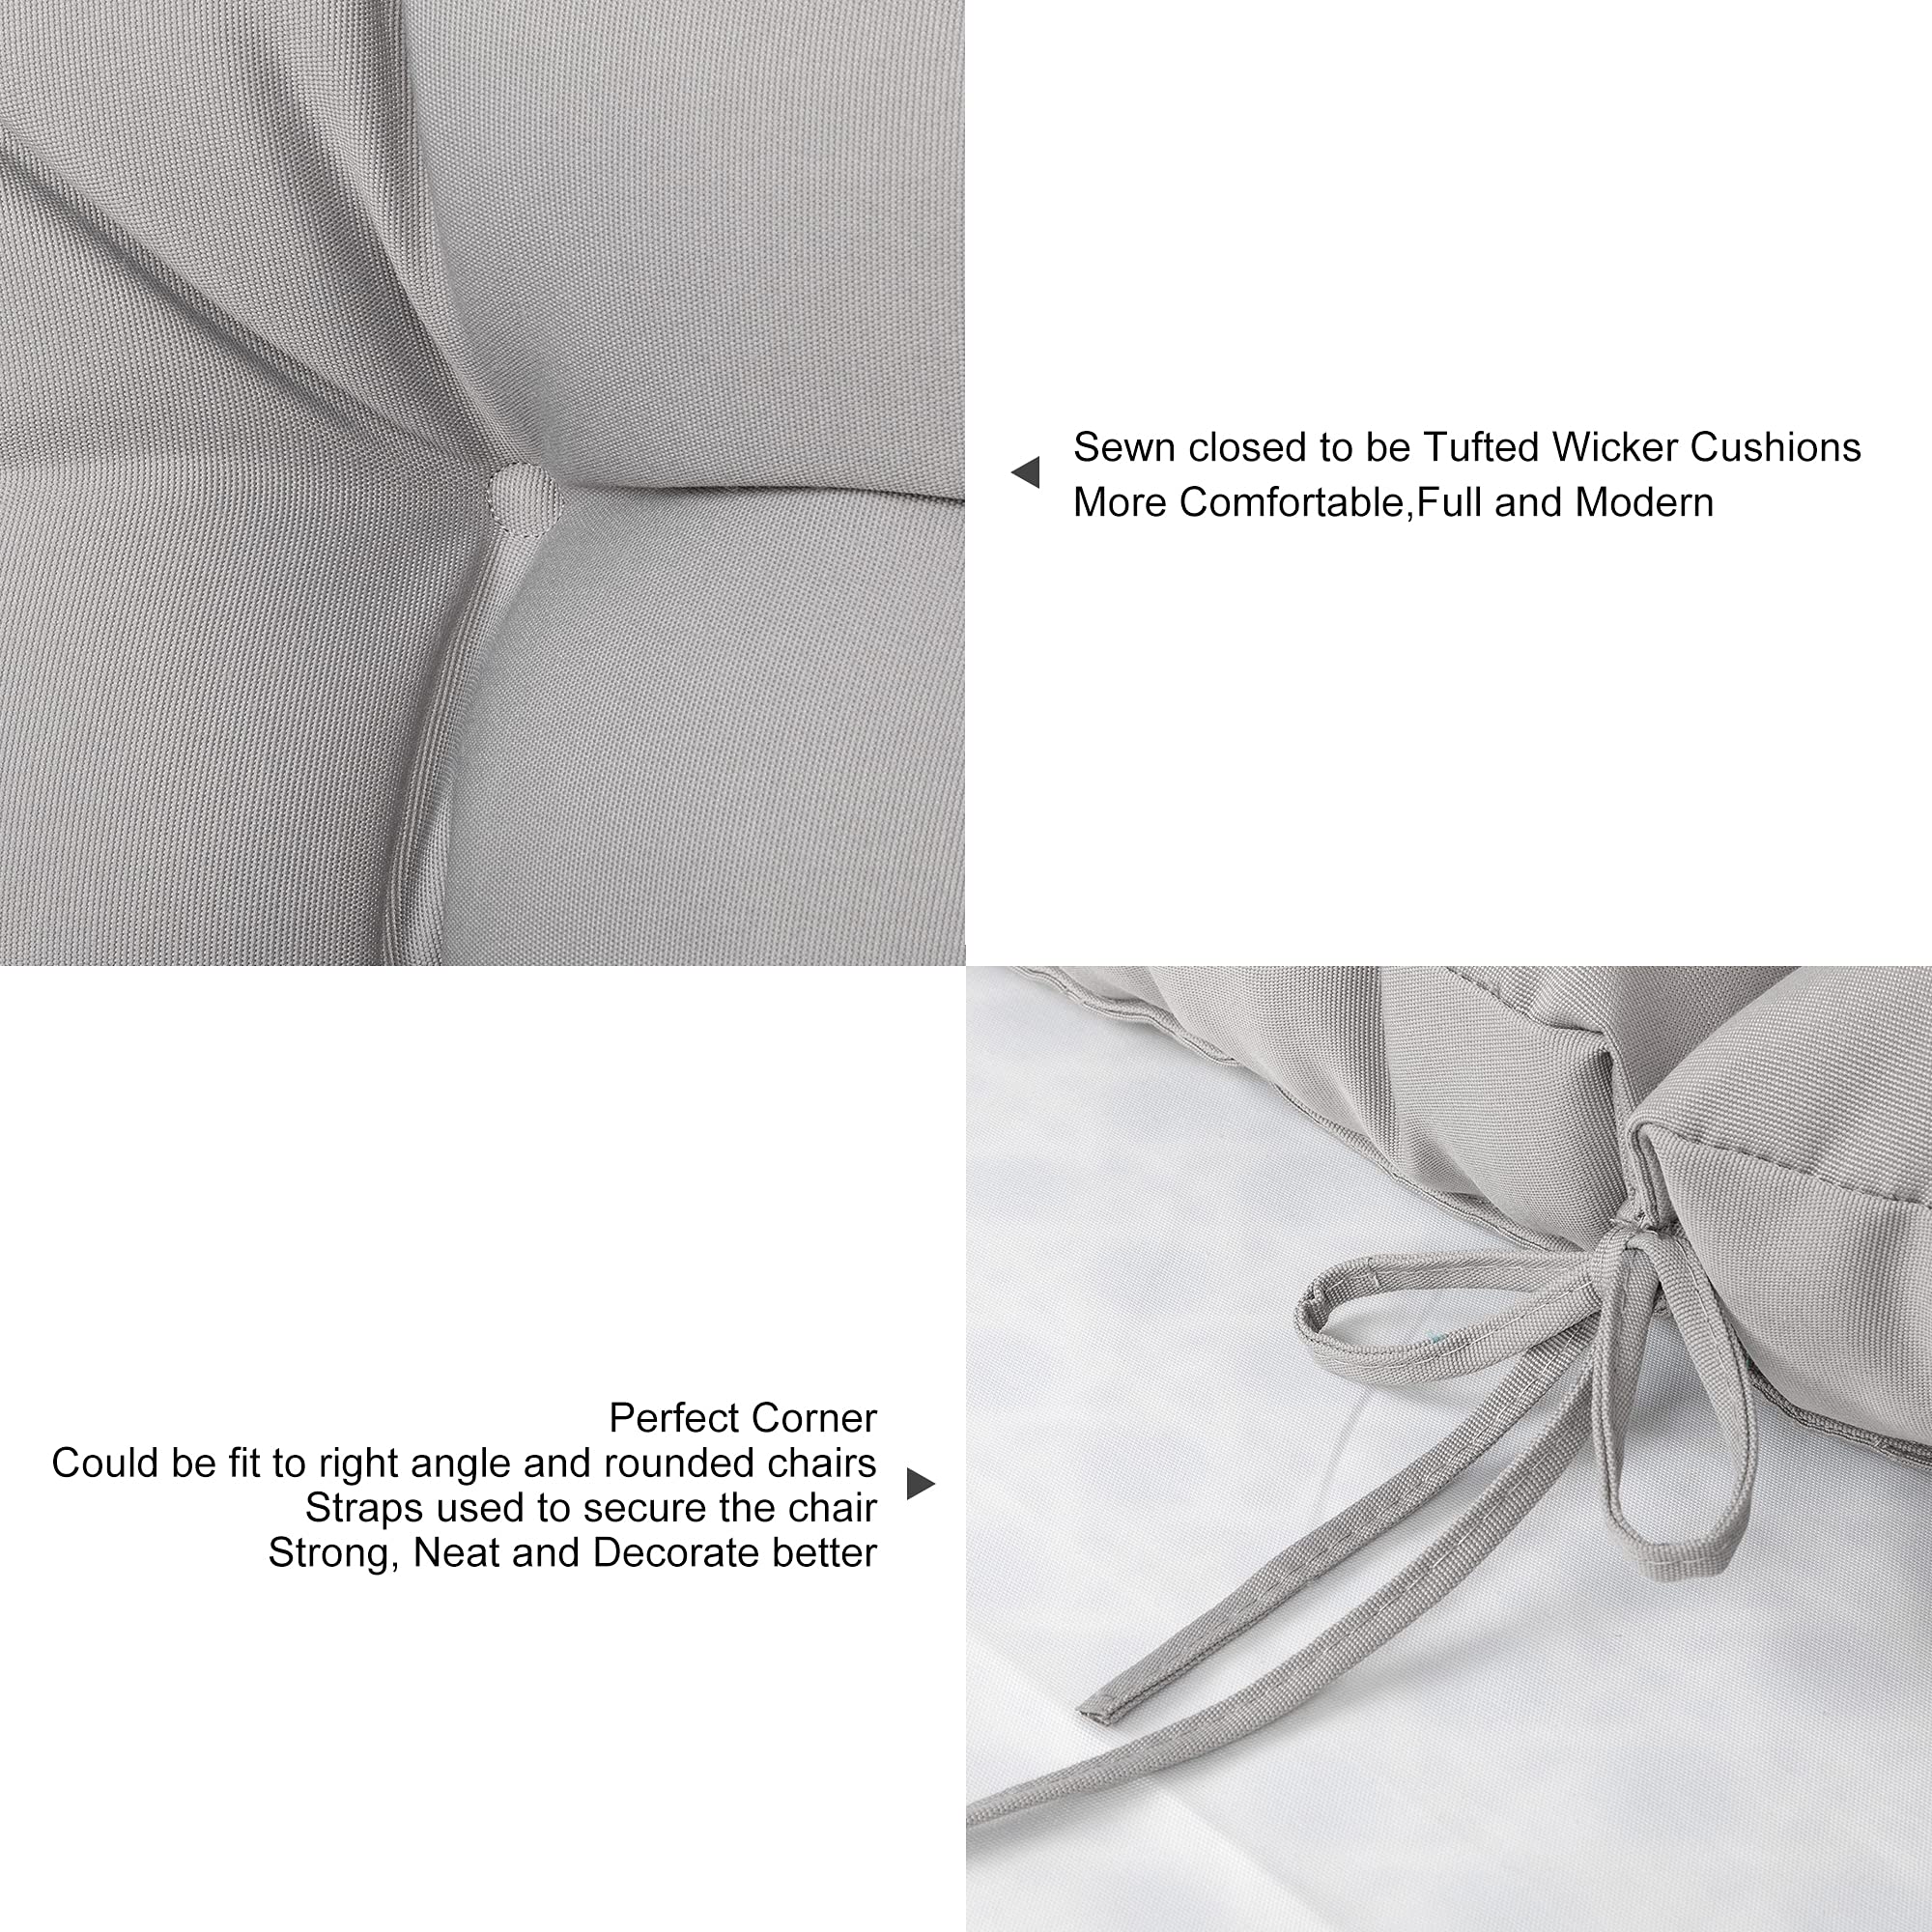 Sewn closed to be Tufted Wicker Cushions
More Comfortable,Full and Modern
Perfect Corner
Could be fit to right angle and rounded chairs
Straps used to secure the chair
Strong, Neat and Decorate better